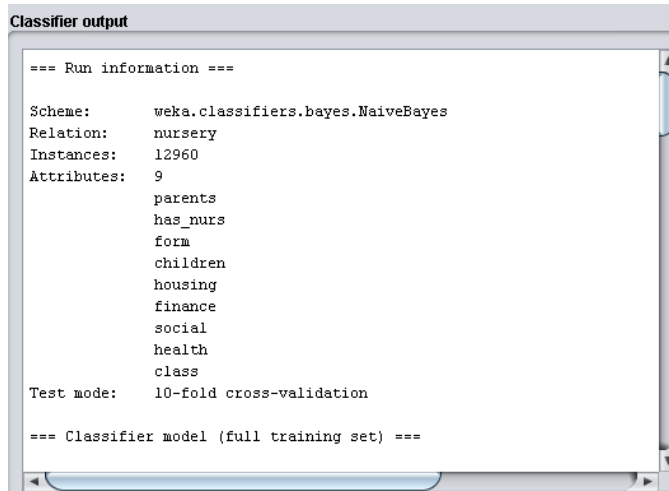 Classifier output
=== Run information ===
Scheme: weka.classifiers.bayes.NaiveBayes
Relation: nursery
Instances: 12960
Attributes: 9
parents
has_nurs
form
children
housing
finance
social
health
class
Test mode: 10-fold cross-validation
=== Classifier model (full training set) ===